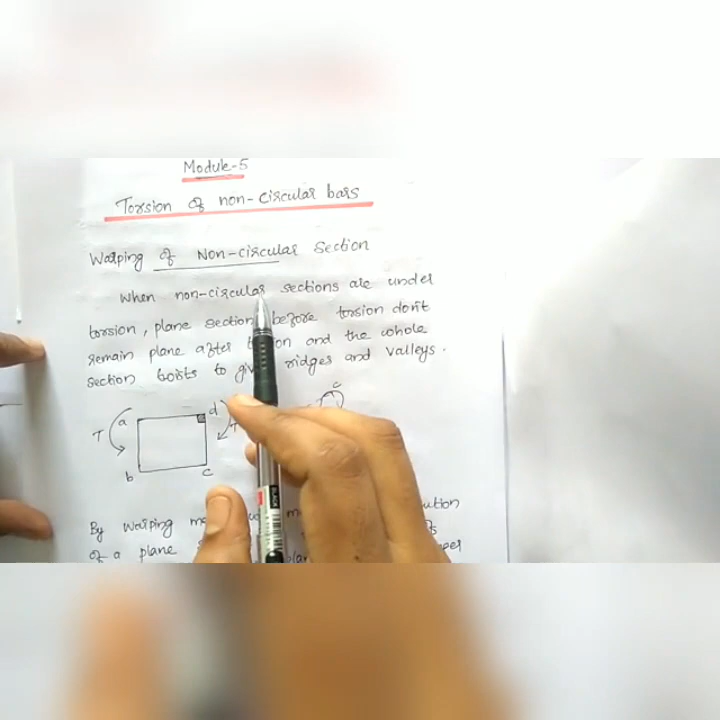 Module-5
Torsion of non-circular bars
Warping of Non-circular Section
When non-circular sections are under
torsion, plane section before torsion don't
remain plane after and the whole
section twists to ridges and valleys.
a d c
T T
b c
By Warping
of a plane